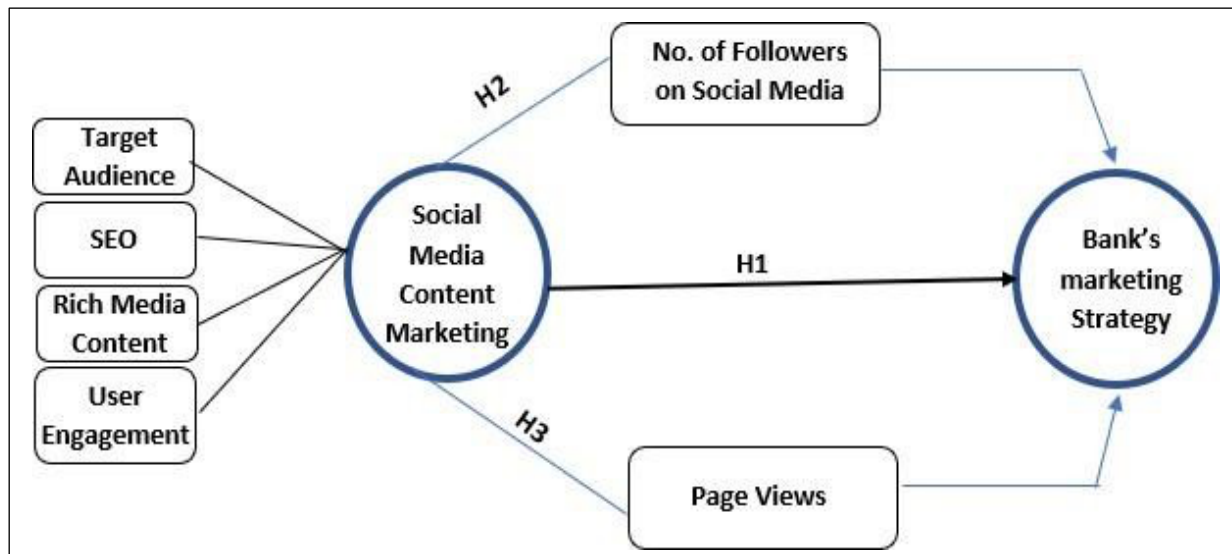 No. of Followers
on Social Media
H2
Target
Audience
SEO
Rich Media
Content
User
Engagement
Social
Media
Content
Marketing
H1
Bank’s
marketing
Strategy
H3
Page Views